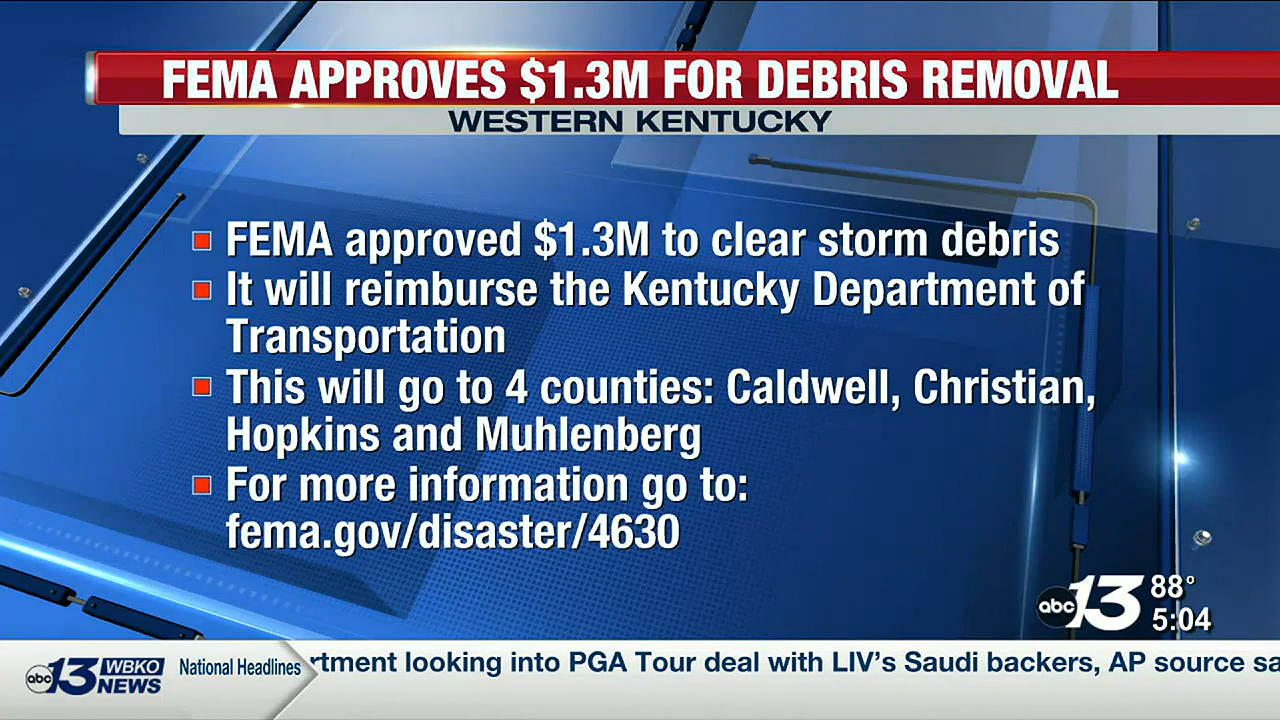 FEMA APPROVES $1.3M FOR DEBRIS REMOVAL
WESTERN KENTUCKY
FEMA approved $1.3M to clear storm debris
It will reimburse the Kentucky Department of
Transportation
This will go to 4 counties: Caldwell, Christian,
Hopkins and Muhlenberg
For more information go to:
fema.gov/disaster/4630
abc 13 88°
5:04
abc 13 WBKO NEWS
National Headlines
rtment looking into PGA Tour deal with LIV's Saudi backers, AP source sa